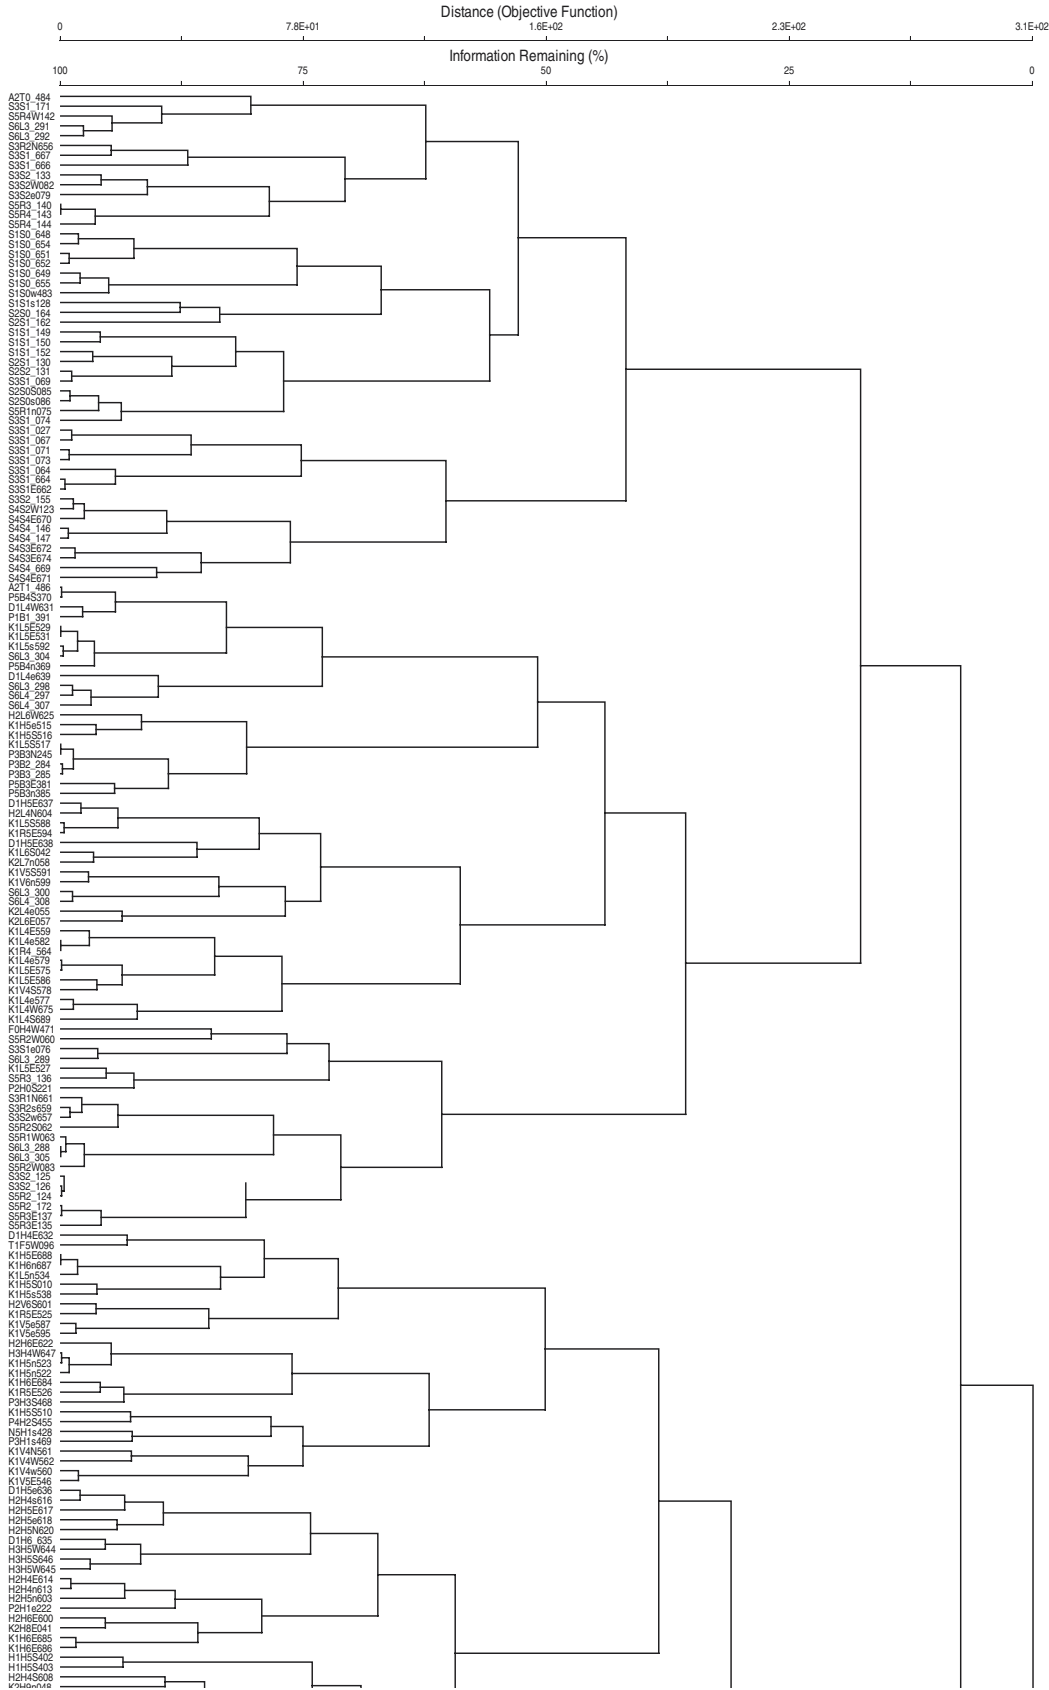 Distance (Objective Function)
0 7.8E+01 1.6E+02 2.3E+02 3.1E+02
Information Remaining (%)
100 75 50 25 0
A2T0_484
S3S1_171
S5R4W142
S6L3_291
S6L3_292
S3R2N656
S3S1_667
S3S1_666
S3S2_133
S3S2W082
S3S2e079
S5R3_140
S5R4_143
S5R4_144
S1S0_648
S1S0_654
S1S0_651
S1S0_652
S1S0_649
S1S0_655
S1S0w483
S1S1s128
S2S0_164
S2S1_162
S1S1_149
S1S1_150
S1S1_152
S2S1_130
S2S2_131
S3S1_069
S2S0S085
S2S0s086
S5R1n075
S3S1_074
S3S1_027
S3S1_067
S3S1_071
S3S1_073
S3S1_064
S3S1_664
S3S1E662
S3S2_155
S4S2W123
S4S4E670
S4S4_146
S4S4_147
S4S3E672
S4S3E674
S4S4_669
S4S4E671
A2T1_486
P5B4S370
D1L4W631
P1B1_391
K1L5E529
K1L5E531
K1L5s592
S6L3_304
P5B4n369
D1L4e639
S6L3_298
S6L4_297
S6L4_307
H2L6W625
K1H5e515
K1H5S516
K1L5S517
P3B3N245
P3B2_284
P3B3_285
P5B3E381
P5B3n385
D1H5E637
H2L4N604
K1L5S588
K1R5E594
D1H5E638
K1L6S042
K2L7n058
K1V5S591
K1V6n599
S6L3_300
S6L4_308
K2L4e055
K2L6E057
K1L4E559
K1L4e582
K1R4_564
K1L4e579
K1L5E575
K1L5E586
K1V4S578
K1L4e577
K1L4W675
K1L4S689
F0H4W471
S5R2W060
S3S1e076
S6L3_289
K1L5E527
S5R3_136
P2H0S221
S3R1N661
S3R2s659
S3S2w657
S5R2S062
S5R1W063
S6L3_288
S6L3_305
S5R2W083
S3S2_125
S3S2_126
S5R2_124
S5R2_172
S5R3E137
S5R3E135
D1H4E632
T1F5W096
K1H5E688
K1H6n687
K1L5n534
K1H5S010
K1H5s538
H2V6S601
K1R5E525
K1V5e587
K1V5e595
H2H6E622
H3H4W647
K1H5n523
K1H5n522
K1H6E684
K1R5E526
P3H3S468
K1H5S510
P4H2S455
N5H1s428
P3H1s469
K1V4N561
K1V4W562
K1V4w560
K1V5E546
D1H5e636
H2H4s616
H2H5E617
H2H5e618
H2H5N620
D1H6_635
H3H5W644
H3H5S646
H3H5W645
H2H4E614
H2H4n613
H2H5n603
P2H1e222
H2H6E600
K2H8E041
K1H6E685
K1H6E686
H1H5S402
H1H5S403
H2H4S608
K2H9n048